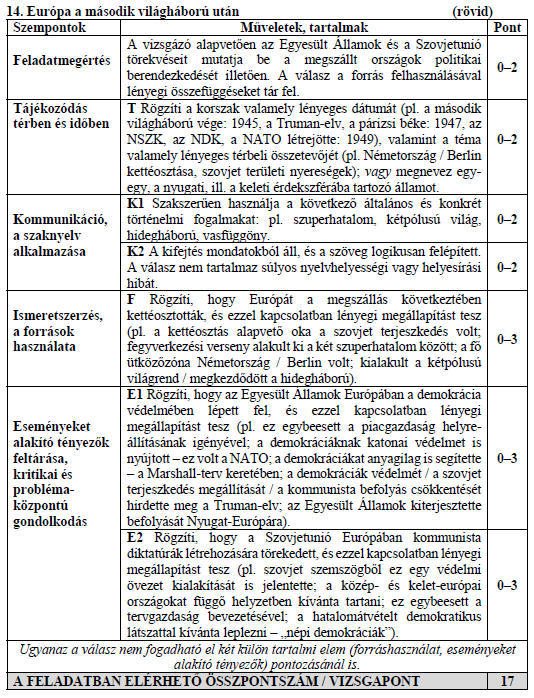 14. Európa a második világháború után (rövid)
Szempontok Műveletek, tartalmak Pont
Feladatmegértés
A vizsgázó alapvetően az Egyesült Államok és a Szovjetunió
törekvéseit mutatja be a megszállt országok politikai
berendezkedését illetően. A válasz a forrás felhasználásával
lényegi összefüggéseket tár fel.
0–2
Tájékozódás
térben és időben
T Rögzíti a korszak valamely lényeges dátumát (pl. a második
világháború vége: 1945, a Truman-elv, a párizsi béke: 1947, az
NSZK, az NDK, a NATO létrejötte: 1949), valamint a téma
valamely lényeges térbeli összetevőjét (pl. Németország / Berlin
kettéosztása, szovjet területi nyereségek); vagy megnevez egy-
egy, a nyugati, ill. a keleti érdekszférába tartozó államot.
0–2
Kommunikáció,
a szaknyelv
alkalmazása
K1 Szakszerűen használja a következő általános és konkrét
történelmi fogalmakat: pl. szuperhatalom, kétpólusú világ,
hidegháború, vasfüggöny.
0–2
K2 A kifejtés mondatokból áll, és a szöveg logikusan felépített.
A válasz nem tartalmaz súlyos nyelvhelyességi vagy helyesírási
hibát.
0–2
Ismeretszerzés,
a források
használata
F Rögzíti, hogy Európát a megszállás következtében
kettéosztották, és ezzel kapcsolatban lényegi megállapítást tesz
(pl. a kettéosztás alapvető oka a szovjet terjeszkedés volt;
fegyverkezési verseny alakult ki a két szuperhatalom között; a fő
ütközőzóna Németország / Berlin volt; kialakult a kétpólusú
világrend / megkezdődött a hidegháború).
0–3
Eseményeket
alakító tényezők
feltárása,
kritikai és
probléma-
központú
gondolkodás
E1 Rögzíti, hogy az Egyesült Államok Európában a demokrácia
védelmében lépett fel, és ezzel kapcsolatban lényegi
megállapítást tesz (pl. ez egybeesett a piacgazdaság helyre-
állításának igényével; a demokráciáknak katonai védelmet is
nyújtott – ez volt a NATO; a demokráciákat anyagilag is segítette
– a Marshall-terv keretében; a demokráciák védelmét / a szovjet
terjeszkedés megállítását / a kommunista befolyás csökkentését
hirdette meg a Truman-elv; az Egyesült Államok kiterjesztette
befolyását Nyugat-Európára).
0–3
E2 Rögzíti, hogy a Szovjetunió Európában kommunista
diktatúrák létrehozására törekedett, és ezzel kapcsolatban lényegi
megállapítást tesz (pl. szovjet szemszögből ez egy védelmi
övezet kialakítását is jelentette; a közép- és kelet-európai
országokat függő helyzetben kívánta tartani; ez egybeesett a
tervgazdaság bevezetésével; a hatalomátvételt demokratikus
látszattal kívánta leplezni – „népi demokráciák”).
0–3
Ugyanaz a válasz nem fogadható el két külön tartalmi elem (forráshasználat, eseményeket
alakító tényezők) pontozásánál is.
A FELADATBAN ELÉRHETŐ ÖSSZPONTSZÁM / VIZSGAPONT 17